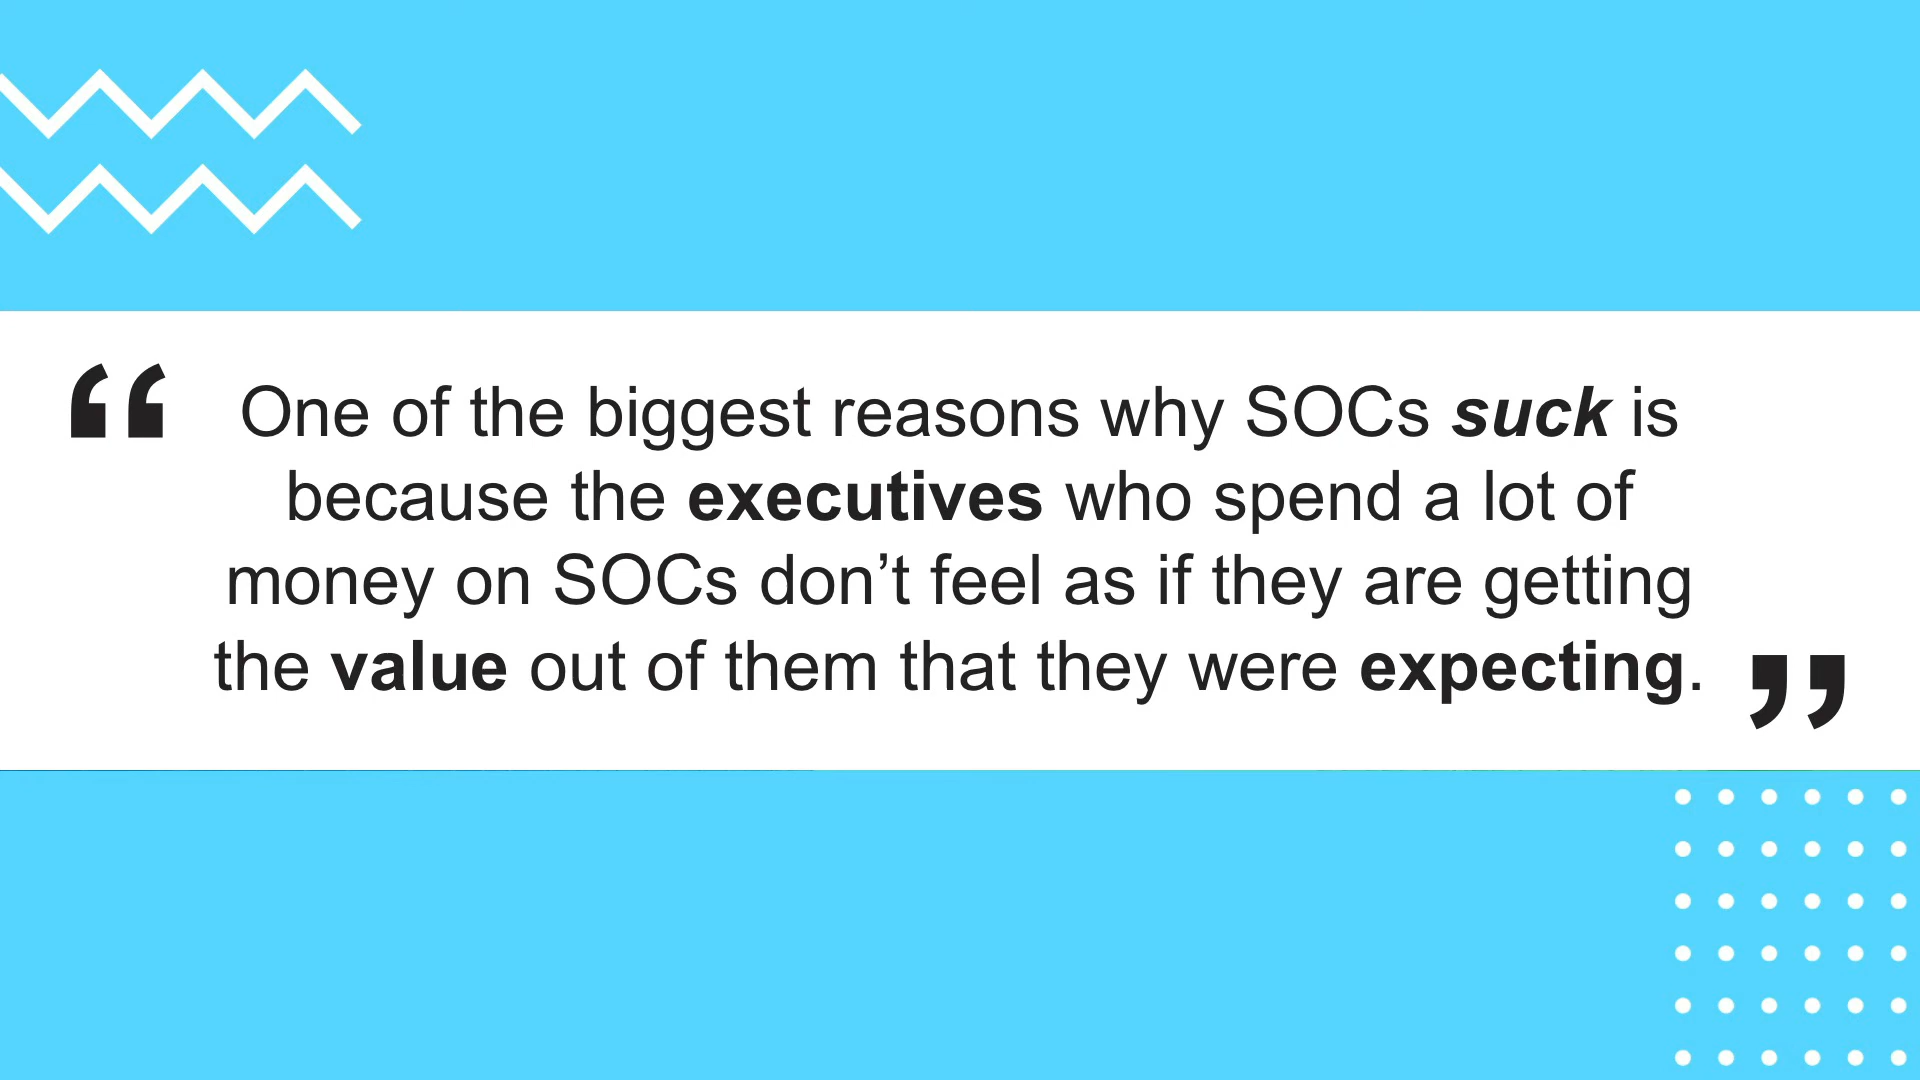 “ One of the biggest reasons why SOCs suck is
because the executives who spend a lot of
money on SOCs don’t feel as if they are getting
the value out of them that they were expecting. ”